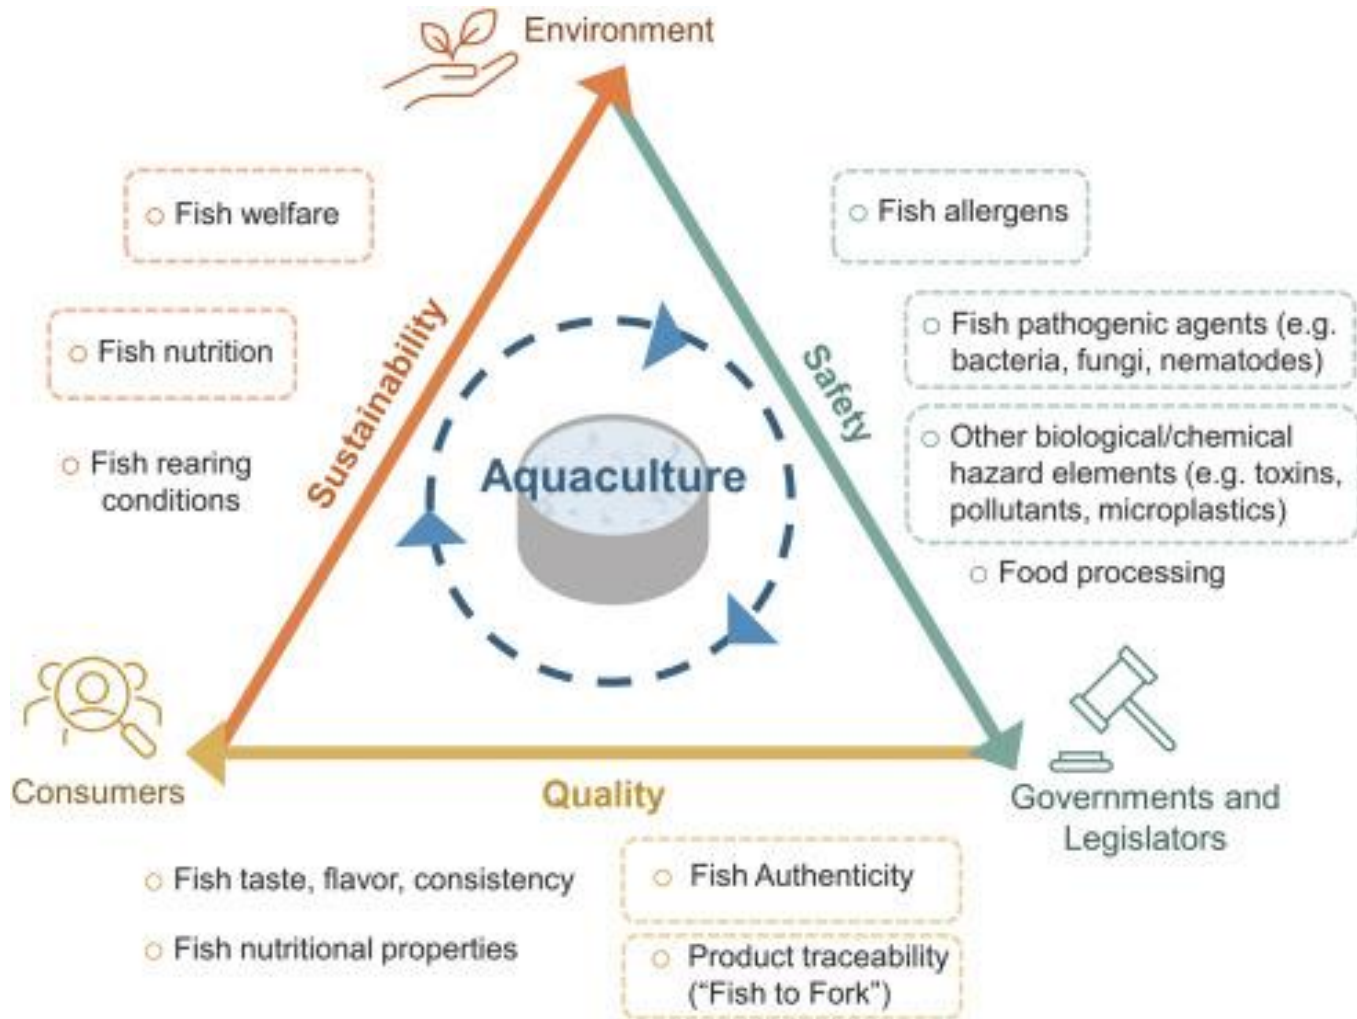 Environment
Fish welfare
Fish nutrition
Fish rearing
conditions
Sustainability
Aquaculture
Safety
Fish allergens
Fish pathogenic agents (e.g.
bacteria, fungi, nematodes)
Other biological/chemical
hazard elements (e.g. toxins,
pollutants, microplastics)
Food processing
Consumers
Quality
Governments and
Legislators
Fish taste, flavor, consistency
Fish nutritional properties
Fish Authenticity
Product traceability
(“Fish to Fork”)